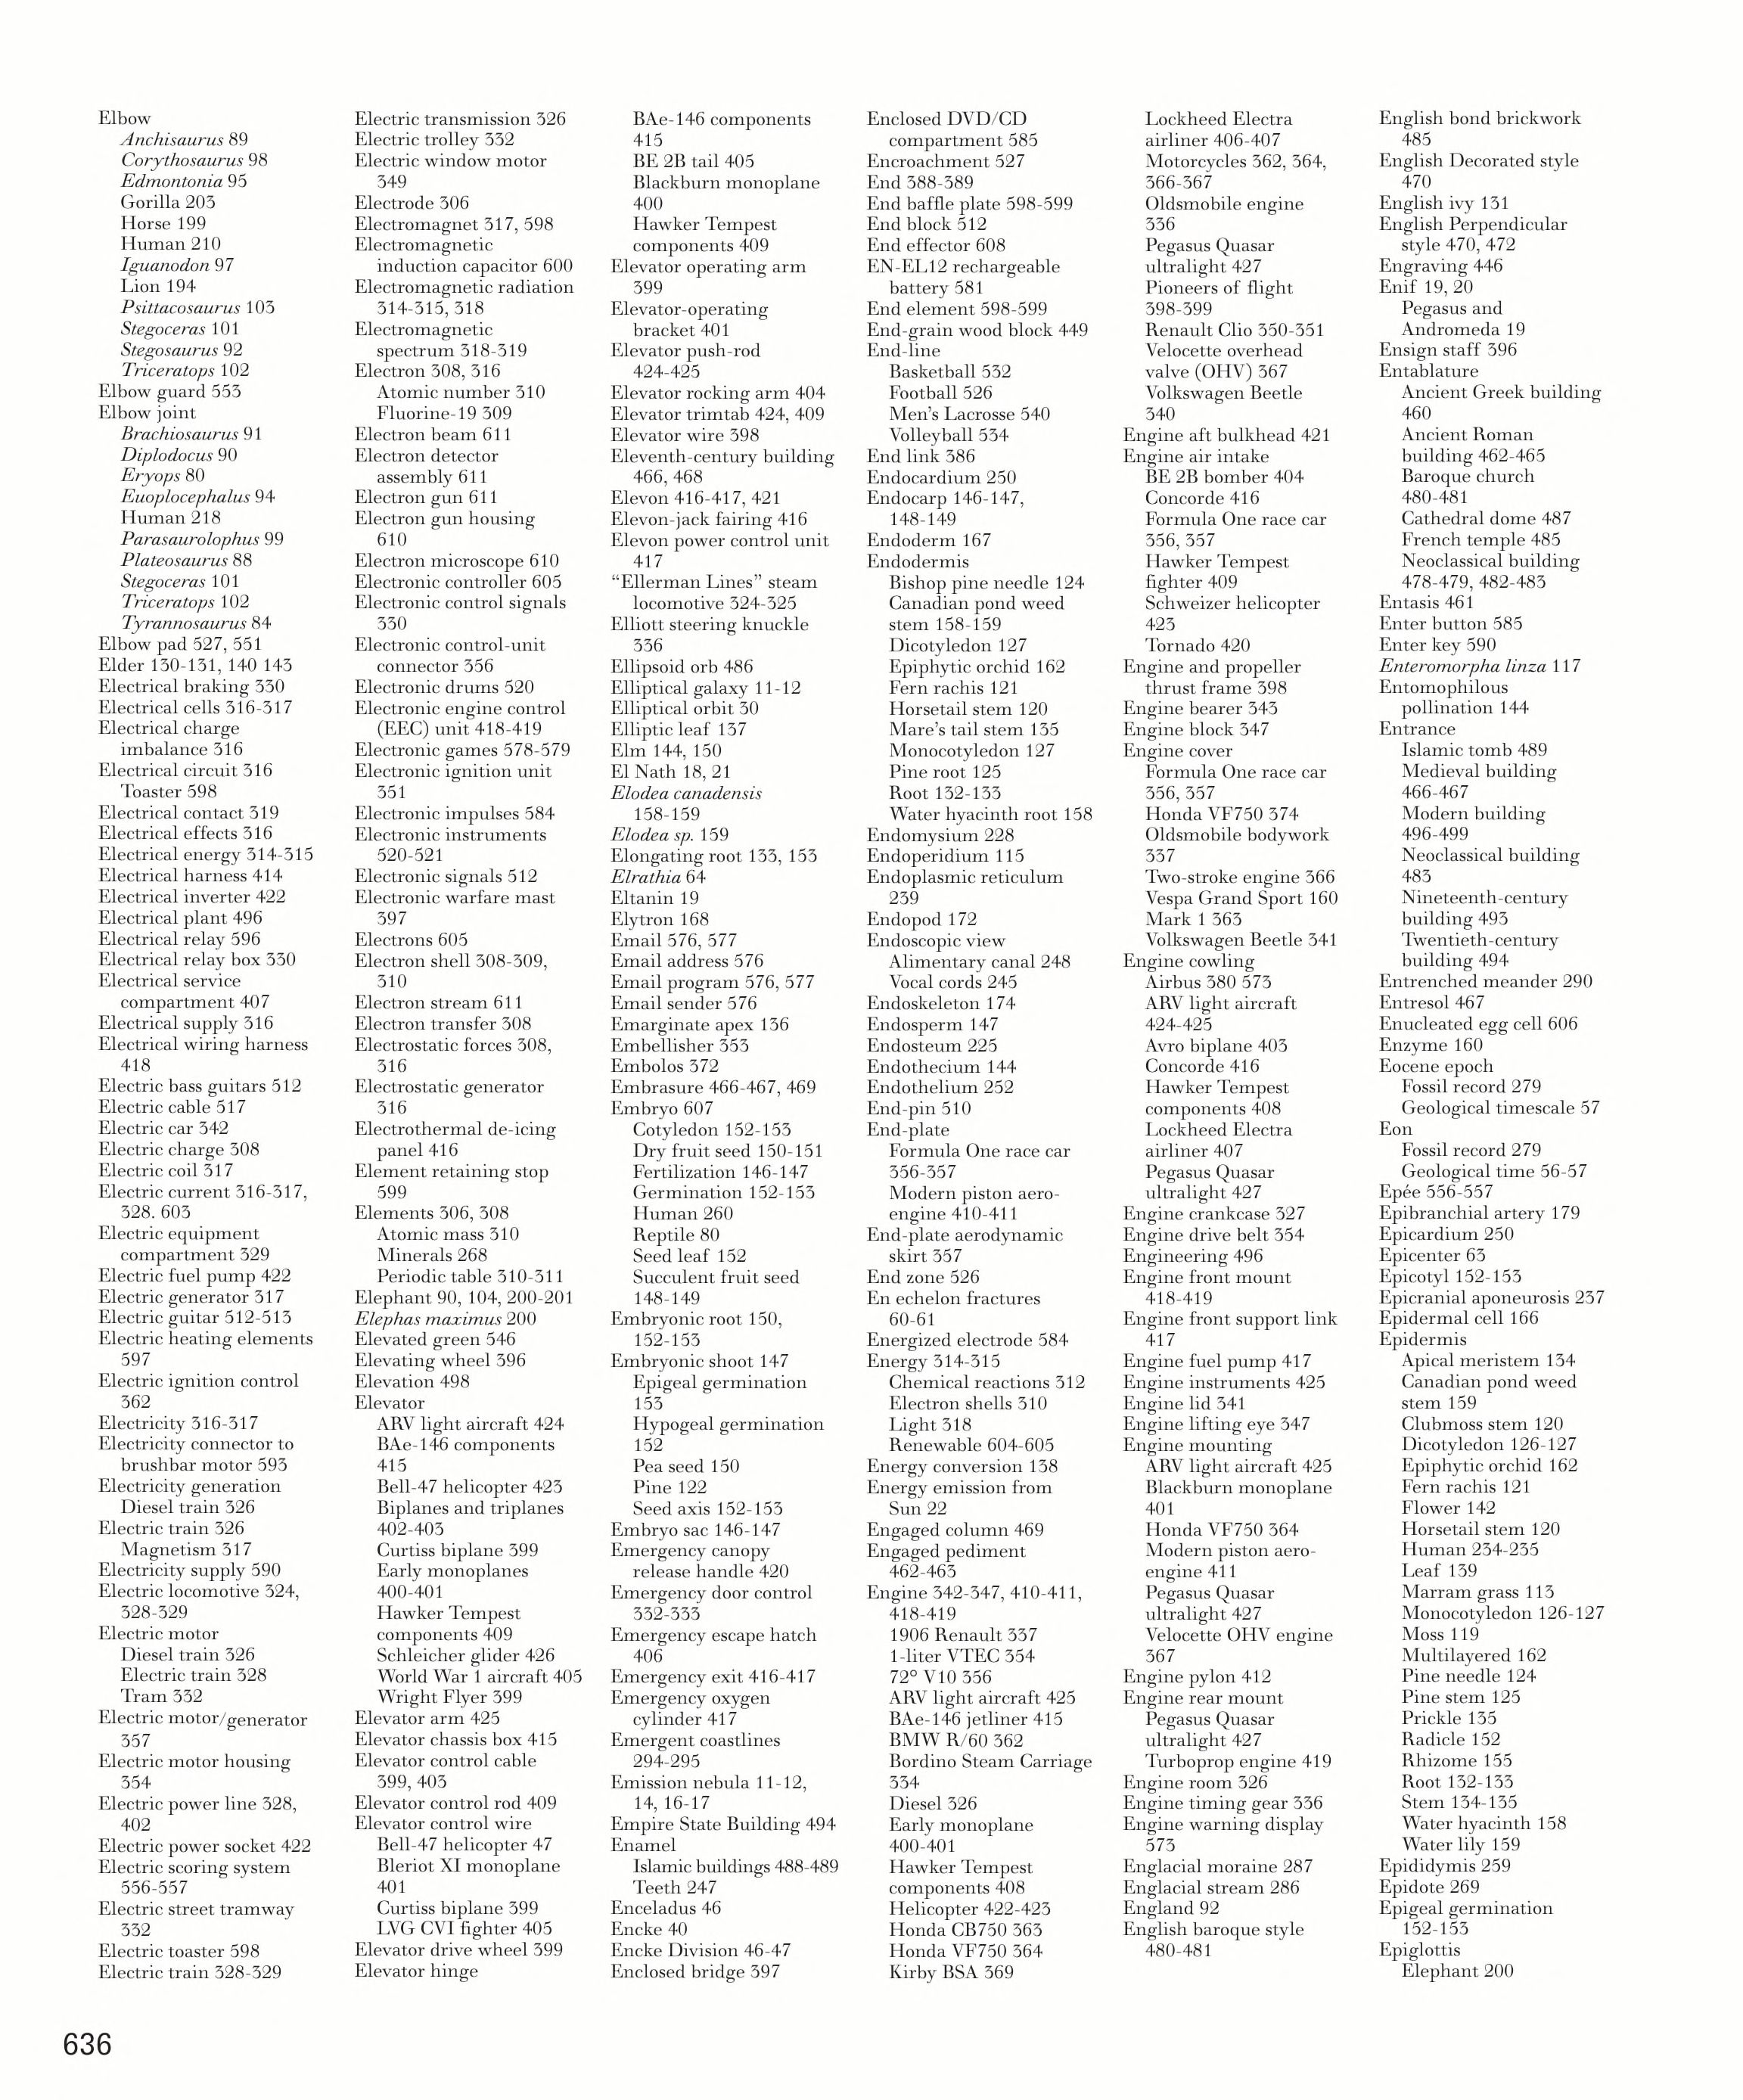 Elbow
Anchisaurus 89
Corythosaurus 98
Edmontonia 95
Gorilla 203
Horse 199
Human 210
Iguanodon 97
Lion 194
Psittacosaurus 103
Stegoceras 101
Stegosaurus 92
Triceratops 102
Elbow guard 553
Elbow joint
Brachiosaurus 91
Diplodocus 90
Eryops 80
Euoplocephalus 94
Human 218
Parasaurolophus 99
Plateosaurus 88
Stegoceras 101
Triceratops 102
Tyrannosaurus 84
Elbow pad 527, 551
Elder 130-131, 140 143
Electrical braking 330
Electrical cells 316-317
Electrical charge
imbalance 316
Electrical circuit 316
Toaster 598
Electrical contact 319
Electrical effects 316
Electrical energy 314-315
Electrical harness 414
Electrical inverter 422
Electrical plant 496
Electrical relay 596
Electrical relay box 330
Electrical service
compartment 407
Electrical supply 316
Electrical wiring harness
418
Electric bass guitars 512
Electric cable 517
Electric car 342
Electric charge 308
Electric coil 317
Electric current 316-317,
328. 603
Electric equipment
compartment 329
Electric fuel pump 422
Electric generator 317
Electric guitar 512-513
Electric heating elements
597
Electric ignition control
362
Electricity 316-317
Electricity connector to
brushbar motor 593
Electricity generation
Diesel train 326
Electric train 326
Magnetism 317
Electricity supply 590
Electric locomotive 324,
328-329
Electric motor
Diesel train 326
Electric train 328
Tram 332
Electric motor/generator
357
Electric motor housing
354
Electric power line 328,
402
Electric power socket 422
Electric scoring system
556-557
Electric street tramway
332
Electric toaster 598
Electric train 328-329
Electric transmission 326
Electric trolley 332
Electric window motor
349
Electrode 306
Electromagnet 317, 598
Electromagnetic
induction capacitor 600
Electromagnetic radiation
314-315, 318
Electromagnetic
spectrum 318-319
Electron 308, 316
Atomic number 310
Fluorine-19 309
Electron beam 611
Electron detector
assembly 611
Electron gun 611
Electron gun housing
610
Electron microscope 610
Electronic controller 605
Electronic control signals
330
Electronic control-unit
connector 356
Electronic drums 520
Electronic engine control
(EEC) unit 418-419
Electronic games 578-579
Electronic ignition unit
351
Electronic impulses 584
Electronic instruments
520-521
Electronic signals 512
Electronic warfare mast
397
Electrons 605
Electron shell 308-309,
310
Electron stream 611
Electron transfer 308
Electrostatic forces 308,
316
Electrostatic generator
316
Electrothermal de-icing
panel 416
Element retaining stop
599
Elements 306, 308
Atomic mass 310
Minerals 268
Periodic table 310-311
Elephant 90, 104, 200-201
Elephas maximus 200
Elevated green 546
Elevating wheel 396
Elevation 498
Elevator
ARV light aircraft 424
BAe-146 components
415
Bell-47 helicopter 423
Biplanes and triplanes
402-403
Curtiss biplane 399
Early monoplanes
400-401
Hawker Tempest
components 409
Schleicher glider 426
World War 1 aircraft 405
Wright Flyer 399
Elevator arm 425
Elevator chassis box 415
Elevator control cable
399, 403
Elevator control rod 409
Elevator control wire
Bell-47 helicopter 47
Bleriot XI monoplane
401
Curtiss biplane 399
LVG CVI fighter 405
Elevator drive wheel 399
Elevator hinge
BAe-146 components
415
BE 2B tail 405
Blackburn monoplane
400
Hawker Tempest
components 409
Elevator operating arm
399
Elevator-operating
bracket 401
Elevator push-rod
424-425
Elevator rocking arm 404
Elevator trimtab 424, 409
Elevator wire 398
Eleventh-century building
466, 468
Elevon 416-417, 421
Elevon-jack fairing 416
Elevon power control unit
417
“Ellerman Lines” steam
locomotive 324-325
Elliott steering knuckle
336
Ellipsoid orb 486
Elliptical galaxy 11-12
Elliptical orbit 30
Elliptic leaf 137
Elm 144, 150
El Nath 18, 21
Elodea canadensis
158-159
Elodea sp. 159
Elongating root 133, 153
Elrathia 64
Eltanin 19
Elytron 168
Email 576, 577
Email address 576
Email program 576, 577
Email sender 576
Emarginate apex 136
Embellisher 353
Embolos 372
Embrasure 466-467, 469
Embryo 607
Cotyledon 152-153
Dry fruit seed 150-151
Fertilization 146-147
Germination 152-153
Human 260
Reptile 80
Seed leaf 152
Succulent fruit seed
148-149
Embryonic root 150,
152-153
Embryonic shoot 147
Epigeal germination
153
Hypogeal germination
152
Pea seed 150
Pine 122
Seed axis 152-153
Embryo sac 146-147
Emergency canopy
release handle 420
Emergency door control
332-333
Emergency escape hatch
406
Emergency exit 416-417
Emergency oxygen
cylinder 417
Emergent coastlines
294-295
Emission nebula 11-12,
14, 16-17
Empire State Building 494
Enamel
Islamic buildings 488-489
Teeth 247
Enceladus 46
Encke 40
Encke Division 46-47
Enclosed bridge 397
Enclosed DVD/CD
compartment 585
Encroachment 527
End 388-389
End baffle plate 598-599
End block 512
End effector 608
EN-EL12 rechargeable
battery 581
End element 598-599
End-grain wood block 449
End-line
Basketball 532
Football 526
Men’s Lacrosse 540
Volleyball 534
End link 386
Endocardium 250
Endocarp 146-147,
148-149
Endoderm 167
Endodermis
Bishop pine needle 124
Canadian pond weed
stem 158-159
Dicotyledon 127
Epiphytic orchid 162
Fern rachis 121
Horsetail stem 120
Mare’s tail stem 135
Monocotyledon 127
Pine root 125
Root 132-133
Water hyacinth root 158
Endomysium 228
Endoperidium 115
Endoplasmic reticulum
239
Endopod 172
Endoscopic view
Alimentary canal 248
Vocal cords 245
Endoskeleton 174
Endosperm 147
Endosteum 225
Endothecium 144
Endothelium 252
End-pin 510
End-plate
Formula One race car
356-357
Modern piston aero-
engine 410-411
End-plate aerodynamic
skirt 357
End zone 526
En echelon fractures
60-61
Energized electrode 584
Energy 314-315
Chemical reactions 312
Electron shells 310
Light 318
Renewable 604-605
Energy conversion 138
Energy emission from
Sun 22
Engaged column 469
Engaged pediment
462-463
Engine 342-347, 410-411,
418-419
1906 Renault 337
1-liter VTEC 354
72° V10 356
ARV light aircraft 425
BAe-146 jetliner 415
BMW R/60 362
Bordino Steam Carriage
334
Diesel 326
Early monoplane
400-401
Hawker Tempest
components 408
Helicopter 422-423
Honda CB750 363
Honda VF750 364
Kirby BSA 369
Lockheed Electra
airliner 406-407
Motorcycles 362, 364,
366-367
Oldsmobile engine
336
Pegasus Quasar
ultralight 427
Pioneers of flight
398-399
Renault Clio 350-351
Velocette overhead
valve (OHV) 367
Volkswagen Beetle
340
Engine aft bulkhead 421
Engine air intake
BE 2B bomber 404
Concorde 416
Formula One race car
356, 357
Hawker Tempest
fighter 409
Schweizer helicopter
423
Tornado 420
Engine and propeller
thrust frame 398
Engine bearer 343
Engine block 347
Engine cover
Formula One race car
356, 357
Honda VF750 374
Oldsmobile bodywork
337
Two-stroke engine 366
Vespa Grand Sport 160
Mark 1 363
Volkswagen Beetle 341
Engine cowling
Airbus 380 573
ARV light aircraft
424-425
Avro biplane 403
Concorde 416
Hawker Tempest
components 408
Lockheed Electra
airliner 407
Pegasus Quasar
ultralight 427
Engine crankcase 327
Engine drive belt 354
Engineering 496
Engine front mount
418-419
Engine front support link
417
Engine fuel pump 417
Engine instruments 425
Engine lid 341
Engine lifting eye 347
Engine mounting
ARV light aircraft 425
Blackburn monoplane
401
Honda VF750 364
Modern piston aero-
engine 411
Pegasus Quasar
ultralight 427
Velocette OHV engine
367
Engine pylon 412
Engine rear mount
Pegasus Quasar
ultralight 427
Turboprop engine 419
Engine room 326
Engine timing gear 336
Engine warning display
573
Englacial moraine 287
Englacial stream 286
England 92
English baroque style
480-481
English bond brickwork
485
English Decorated style
470
English ivy 131
English Perpendicular
style 470, 472
Engraving 446
Enif 19, 20
Pegasus and
Andromeda 19
Ensign staff 396
Entablature
Ancient Greek building
460
Ancient Roman
building 462-465
Baroque church
480-481
Cathedral dome 487
French temple 485
Neoclassical building
478-479, 482-483
Entasis 461
Enter button 585
Enter key 590
Enteromorpha linza 117
Entomophilous
pollination 144
Entrance
Islamic tomb 489
Medieval building
466-467
Modern building
496-499
Neoclassical building
483
Nineteenth-century
building 493
Twentieth-century
building 494
Entrenched meander 290
Entresol 467
Enucleated egg cell 606
Enzyme 160
Eocene epoch
Fossil record 279
Geological timescale 57
Eon
Fossil record 279
Geological time 56-57
Epée 556-557
Epibranchial artery 179
Epicardium 250
Epicenter 63
Epicotyl 152-153
Epicranial aponeurosis 237
Epidermal cell 166
Epidermis
Apical meristem 134
Canadian pond weed
stem 159
Clubmoss stem 120
Dicotyledon 126-127
Epiphytic orchid 162
Fern rachis 121
Flower 142
Horsetail stem 120
Human 234-235
Leaf 139
Marram grass 113
Monocotyledon 126-127
Moss 119
Multilayered 162
Pine needle 124
Pine stem 125
Prickle 135
Radicle 152
Rhizome 155
Root 132-133
Stem 134-135
Water hyacinth 158
Water lily 159
Epididymis 259
Epidote 269
Epigeal germination
152-153
Epiglottis
Elephant 200
636